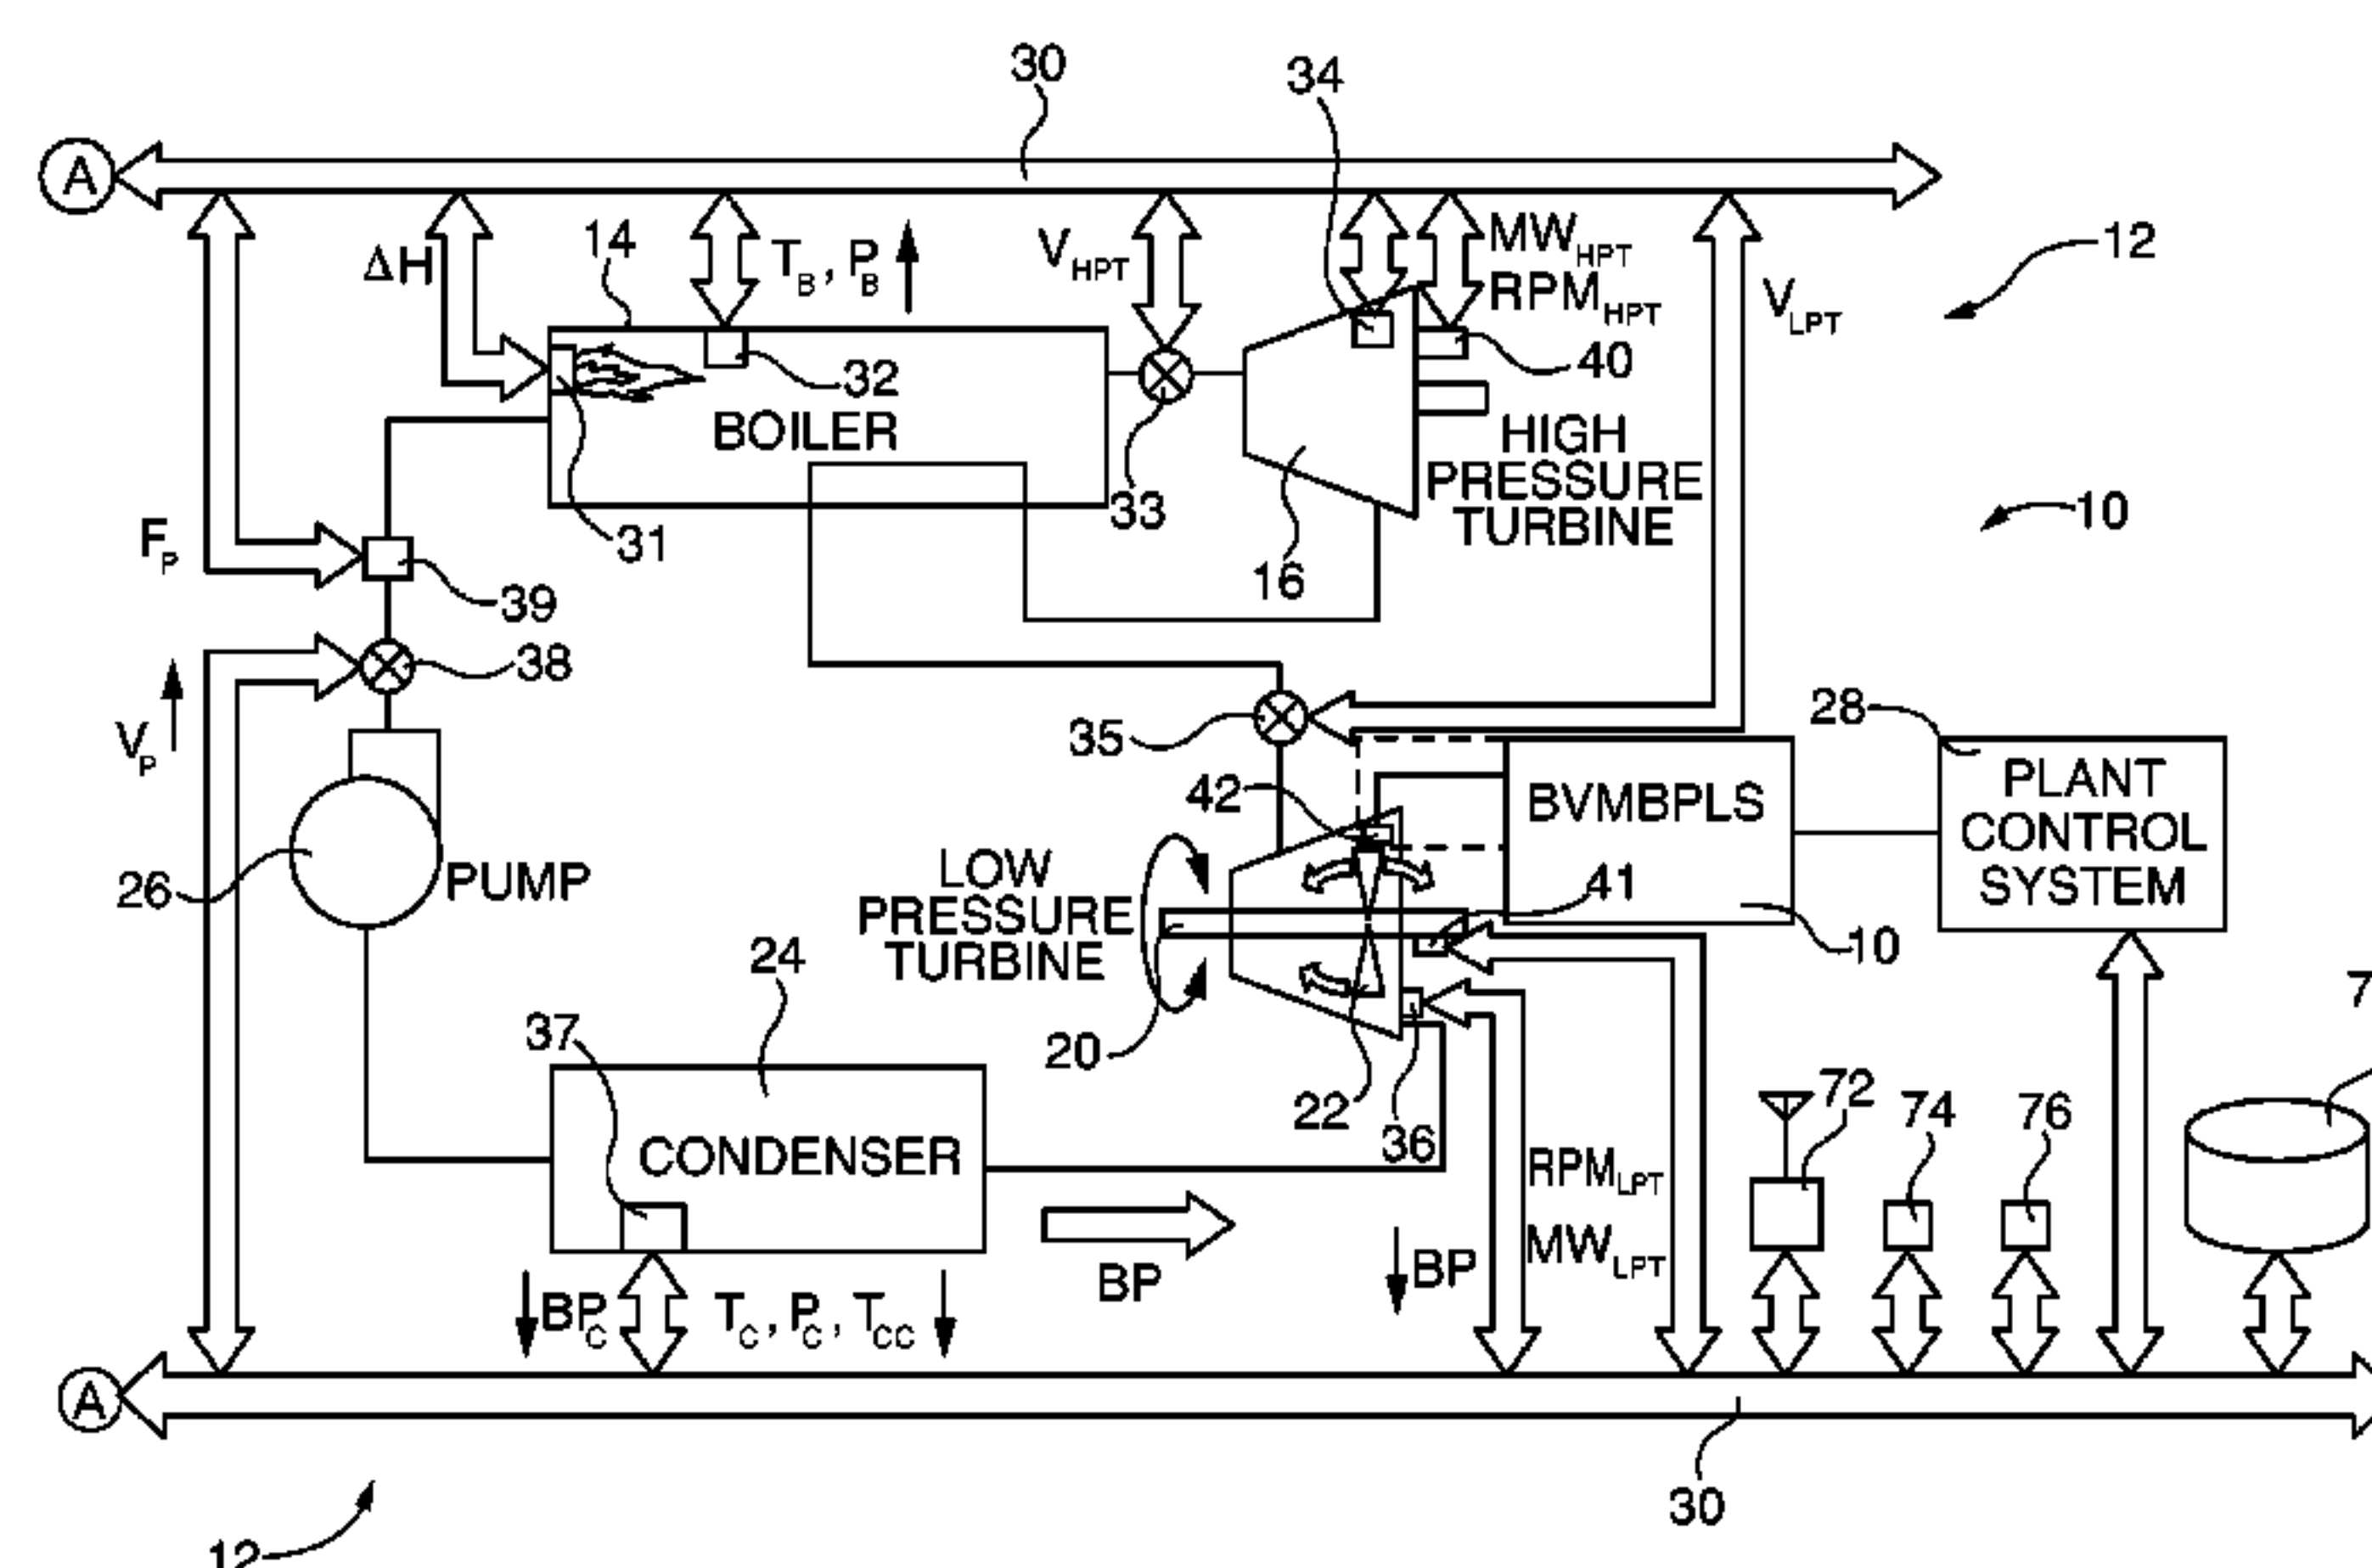 30
34
A
12
14
ΔH
T_B, P_B
V_HPT
MW_HPT
RPM_HPT
V_LPT
32
40
BOILER
HIGH
PRESSURE
TURBINE
33
31
16
10
F_P
39
38
V_P
35
28
42
BVMBPLS
PLANT
CONTROL
SYSTEM
26
PUMP
LOW
PRESSURE
TURBINE
41
10
24
37
20
22
36
72
74
76
7
CONDENSER
RPM_LPT
MW_LPT
BP
BP
BP_C
T_C, P_C, T_CC
A
30
12